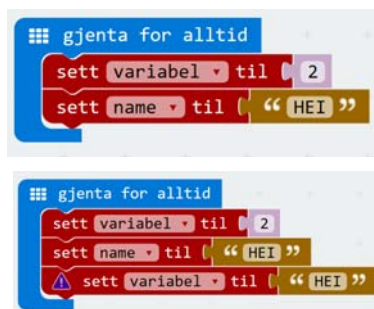 gjenta for alltid
sett variabel til 2
sett name til “ HEI ”
gjenta for alltid
sett variabel til 2
sett name til “ HEI ”
sett variabel til “ HEI ”